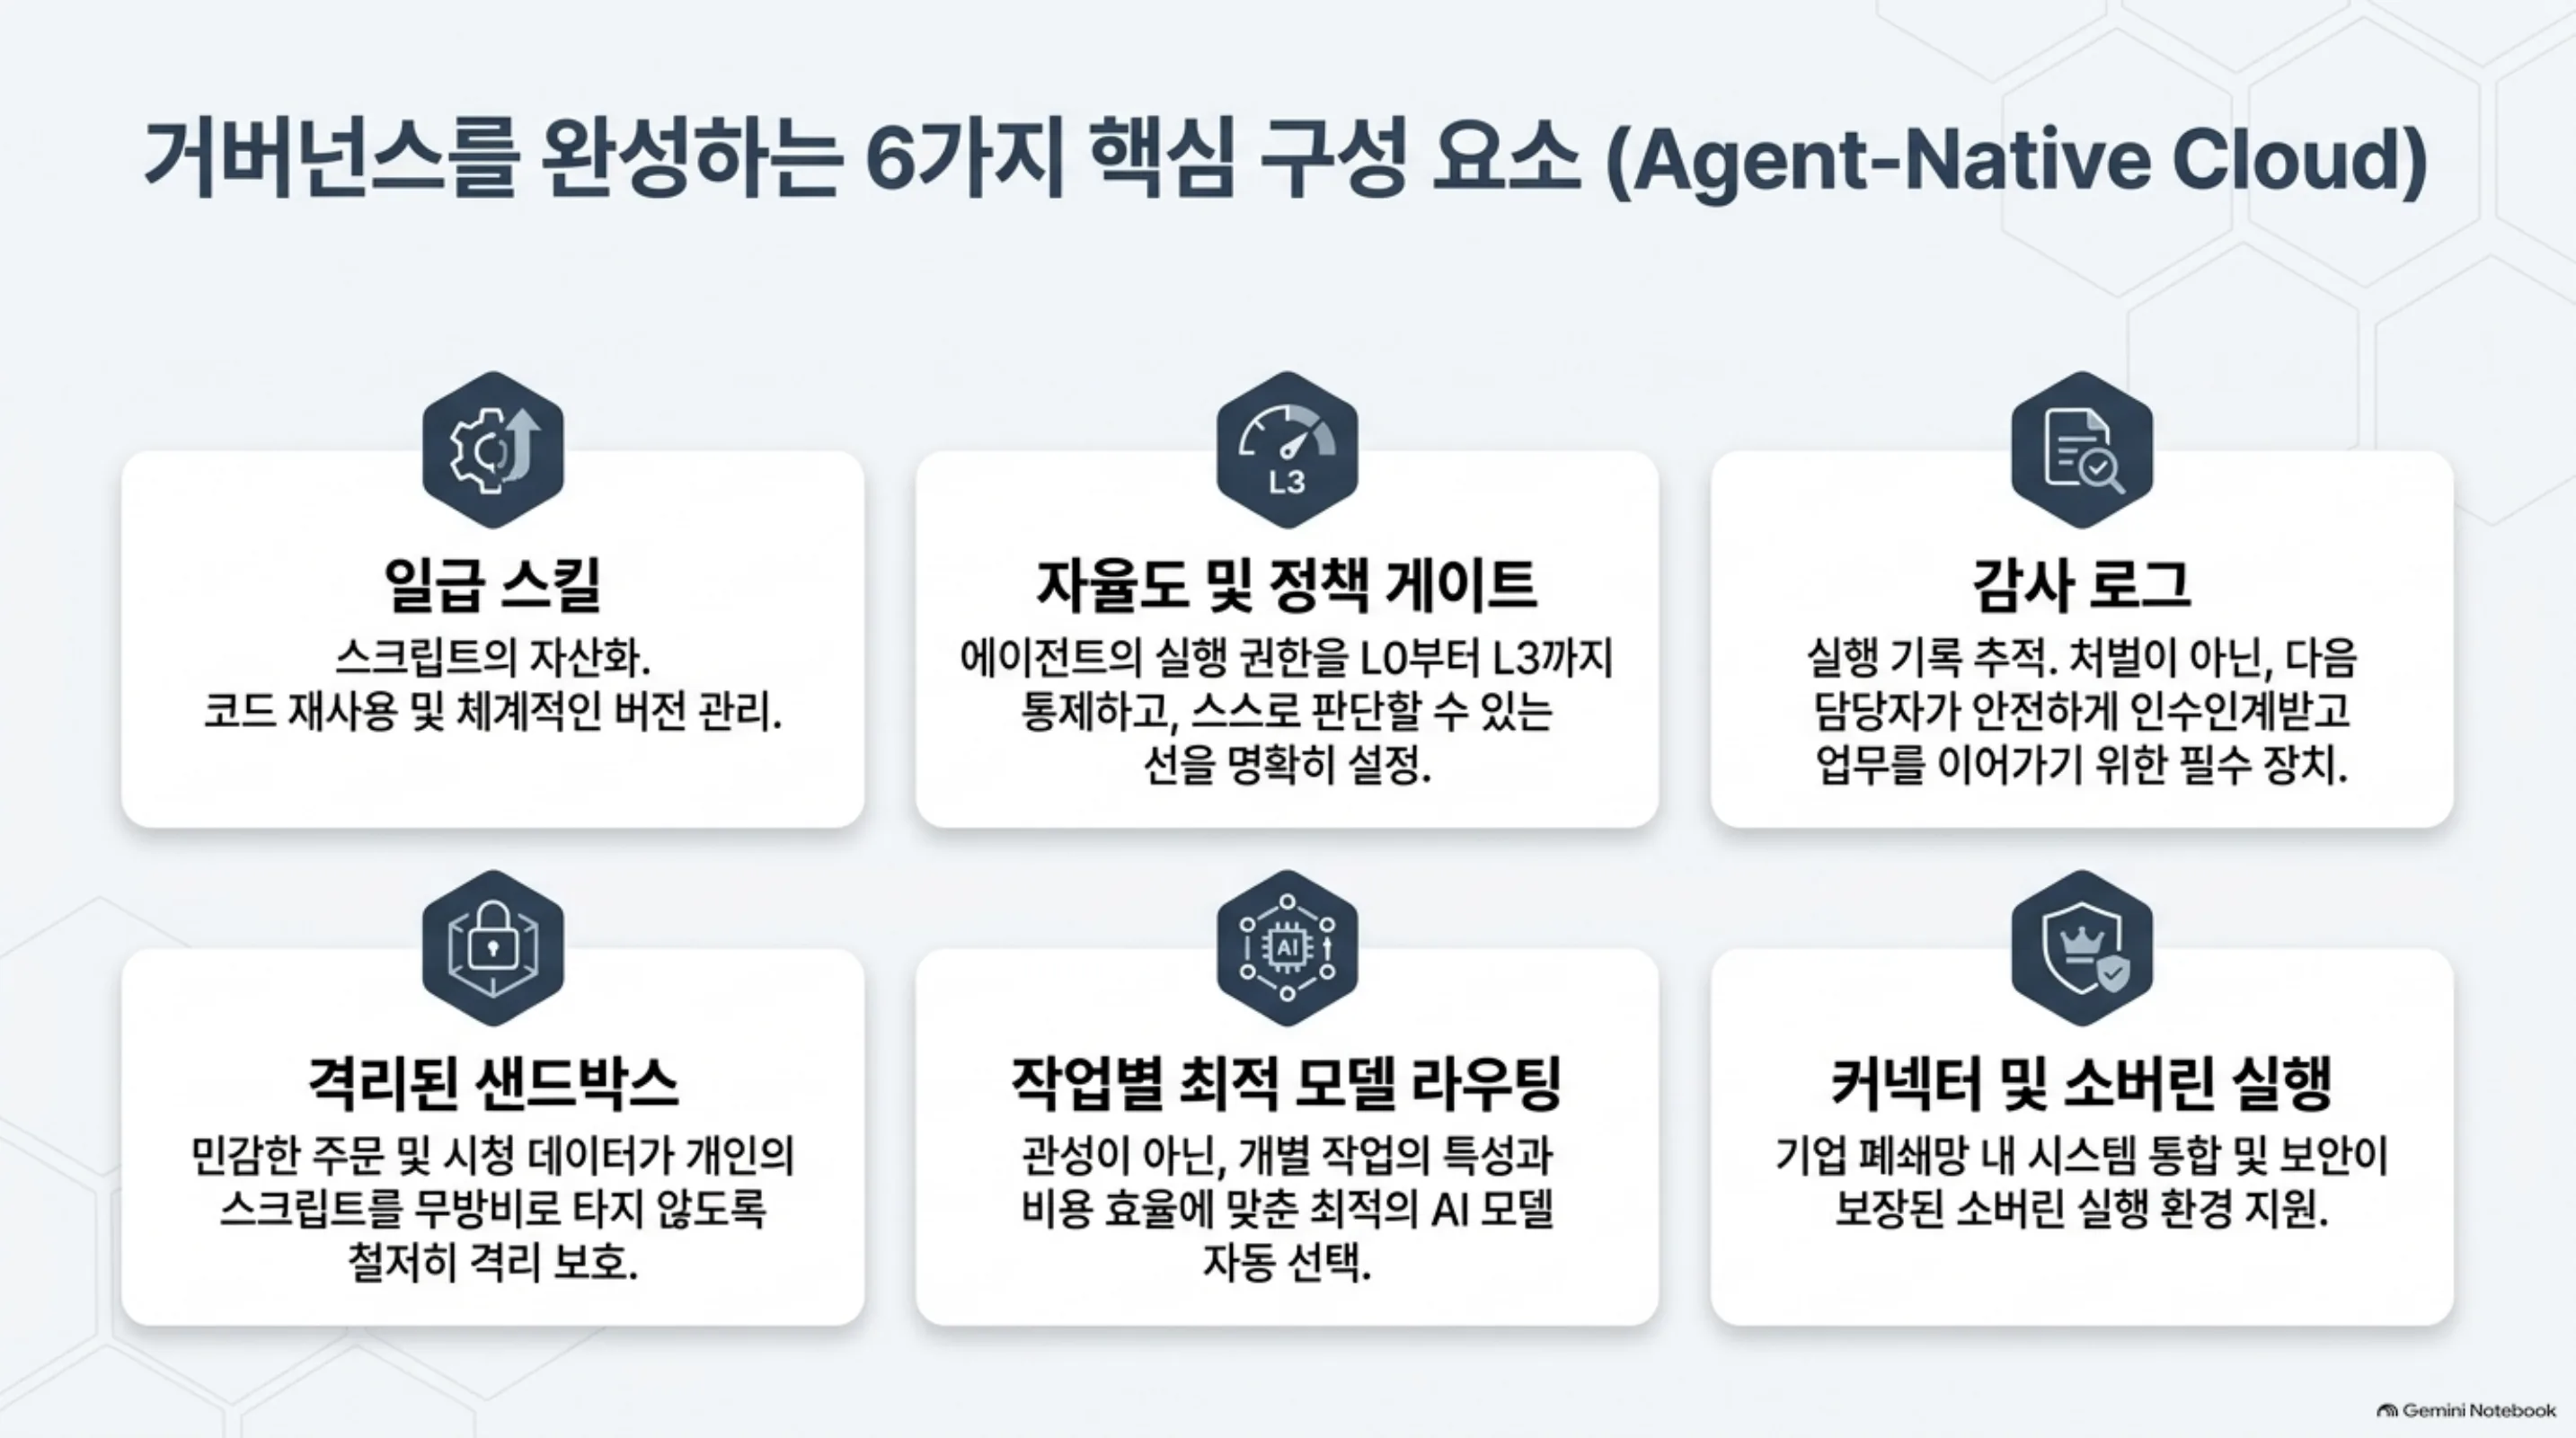 거버넌스를 완성하는 6가지 핵심 구성 요소 (Agent-Native Cloud)
일급 스킬
스크립트의 자산화.
코드 재사용 및 체계적인 버전 관리.
L3
자율도 및 정책 게이트
에이전트의 실행 권한을 L0부터 L3까지
통제하고, 스스로 판단할 수 있는
선을 명확히 설정.
감사 로그
실행 기록 추적. 처벌이 아닌, 다음
담당자가 안전하게 인수인계받고
업무를 이어가기 위한 필수 장치.
격리된 샌드박스
민감한 주문 및 시청 데이터가 개인의
스크립트를 무방비로 타지 않도록
철저히 격리 보호.
AI
작업별 최적 모델 라우팅
관성이 아닌, 개별 작업의 특성과
비용 효율에 맞춘 최적의 AI 모델
자동 선택.
커넥터 및 소버린 실행
기업 폐쇄망 내 시스템 통합 및 보안이
보장된 소버린 실행 환경 지원.
Gemini Notebook